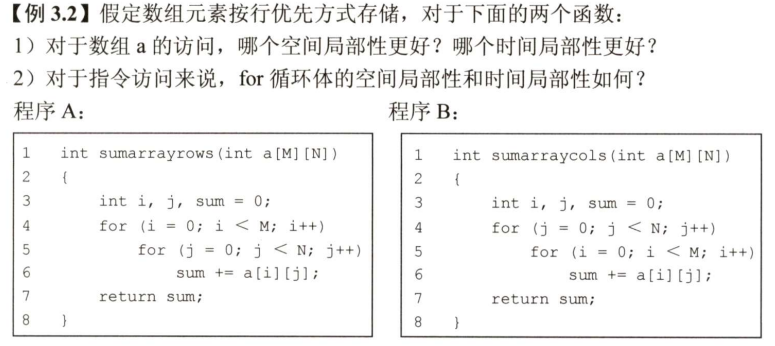 【例 3.2】假定数组元素按行优先方式存储，对于下面的两个函数：
1）对于数组 a 的访问，哪个空间局部性更好？哪个时间局部性更好？
2）对于指令访问来说，for 循环体的空间局部性和时间局部性如何？
程序 A：
1 int sumarrayrows(int a[M][N])
2 {
3 int i, j, sum = 0;
4 for (i = 0; i < M; i++)
5 for (j = 0; j < N; j++)
6 sum += a[i][j];
7 return sum;
8 }
程序 B：
1 int sumarraycols(int a[M][N])
2 {
3 int i, j, sum = 0;
4 for (j = 0; j < N; j++)
5 for (i = 0; i < M; i++)
6 sum += a[i][j];
7 return sum;
8 }